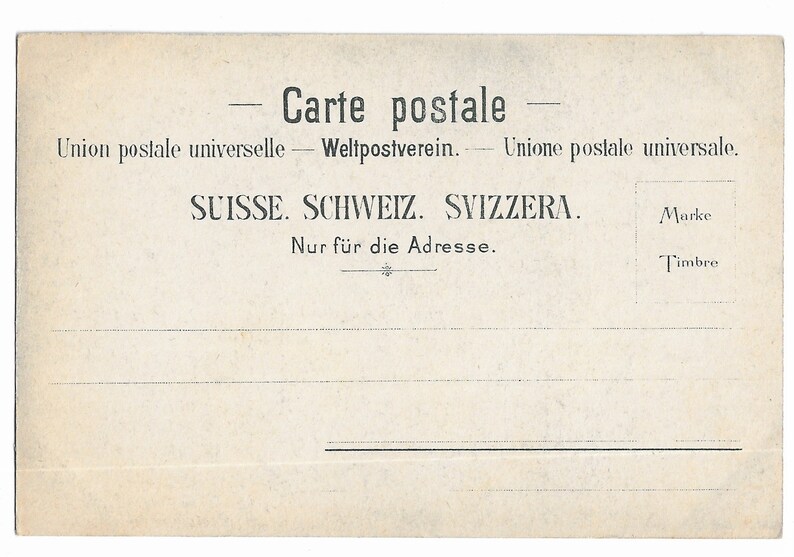 — Carte postale —
Union postale universelle — Weltpostverein. — Unione postale universale.
SUISSE. SCHWEIZ. SVIZZERA.
Nur für die Adresse.
Marke
Timbre